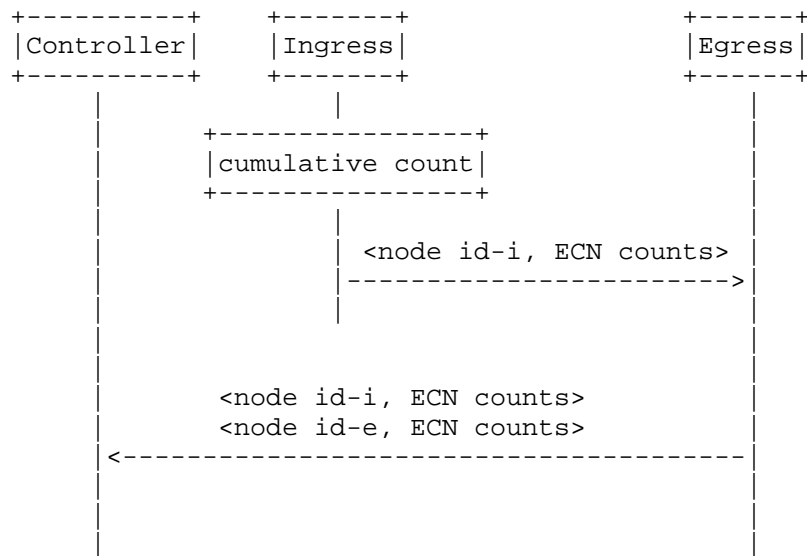 Controller Ingress Egress
cumulative count
<node id-i, ECN counts>
<node id-i, ECN counts>
<node id-e, ECN counts>